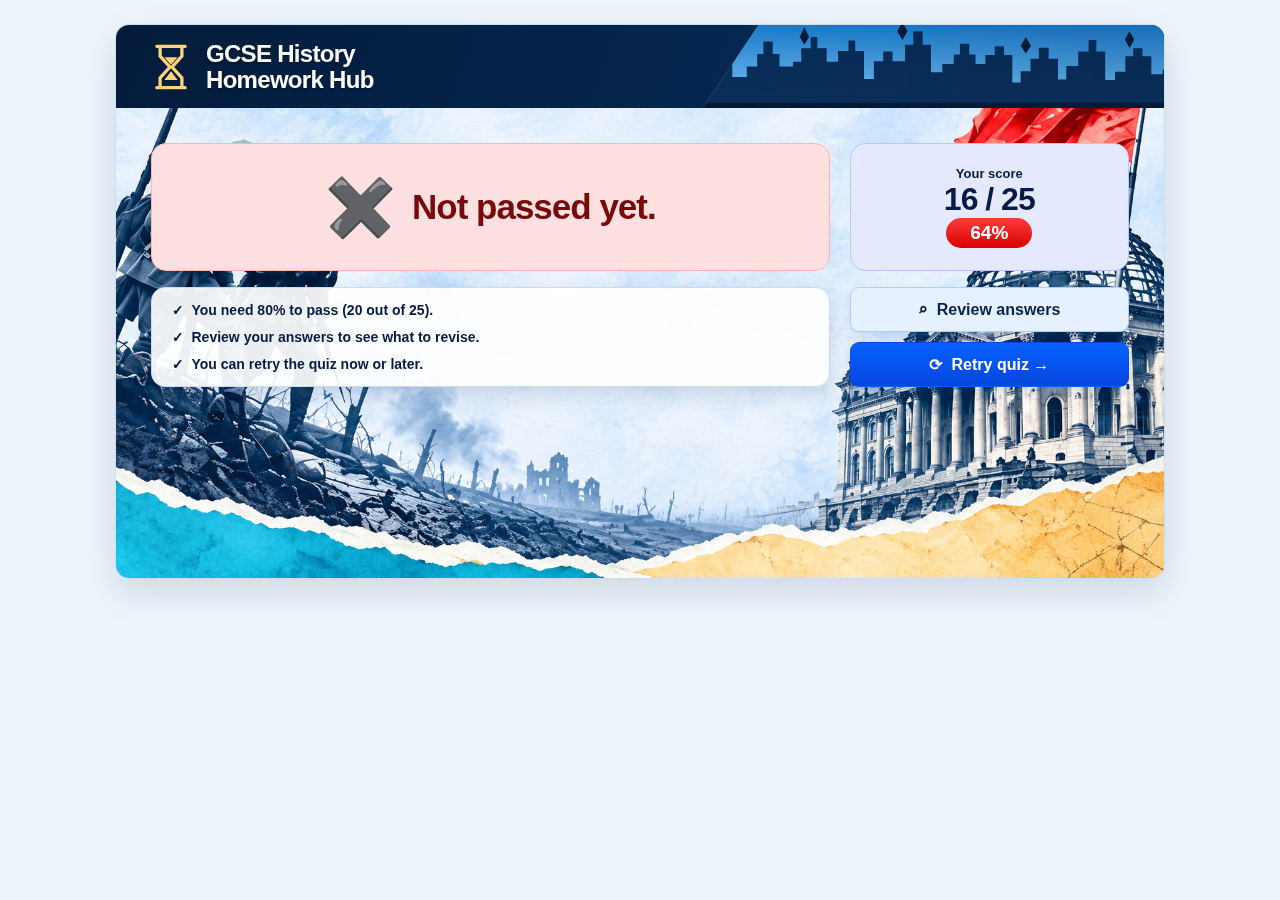 GCSE History
Homework Hub
✖ Not passed yet.
Your score
16 / 25
64%
✓ You need 80% to pass (20 out of 25).
✓ Review your answers to see what to revise.
✓ You can retry the quiz now or later.
⌕ Review answers
⟳ Retry quiz →